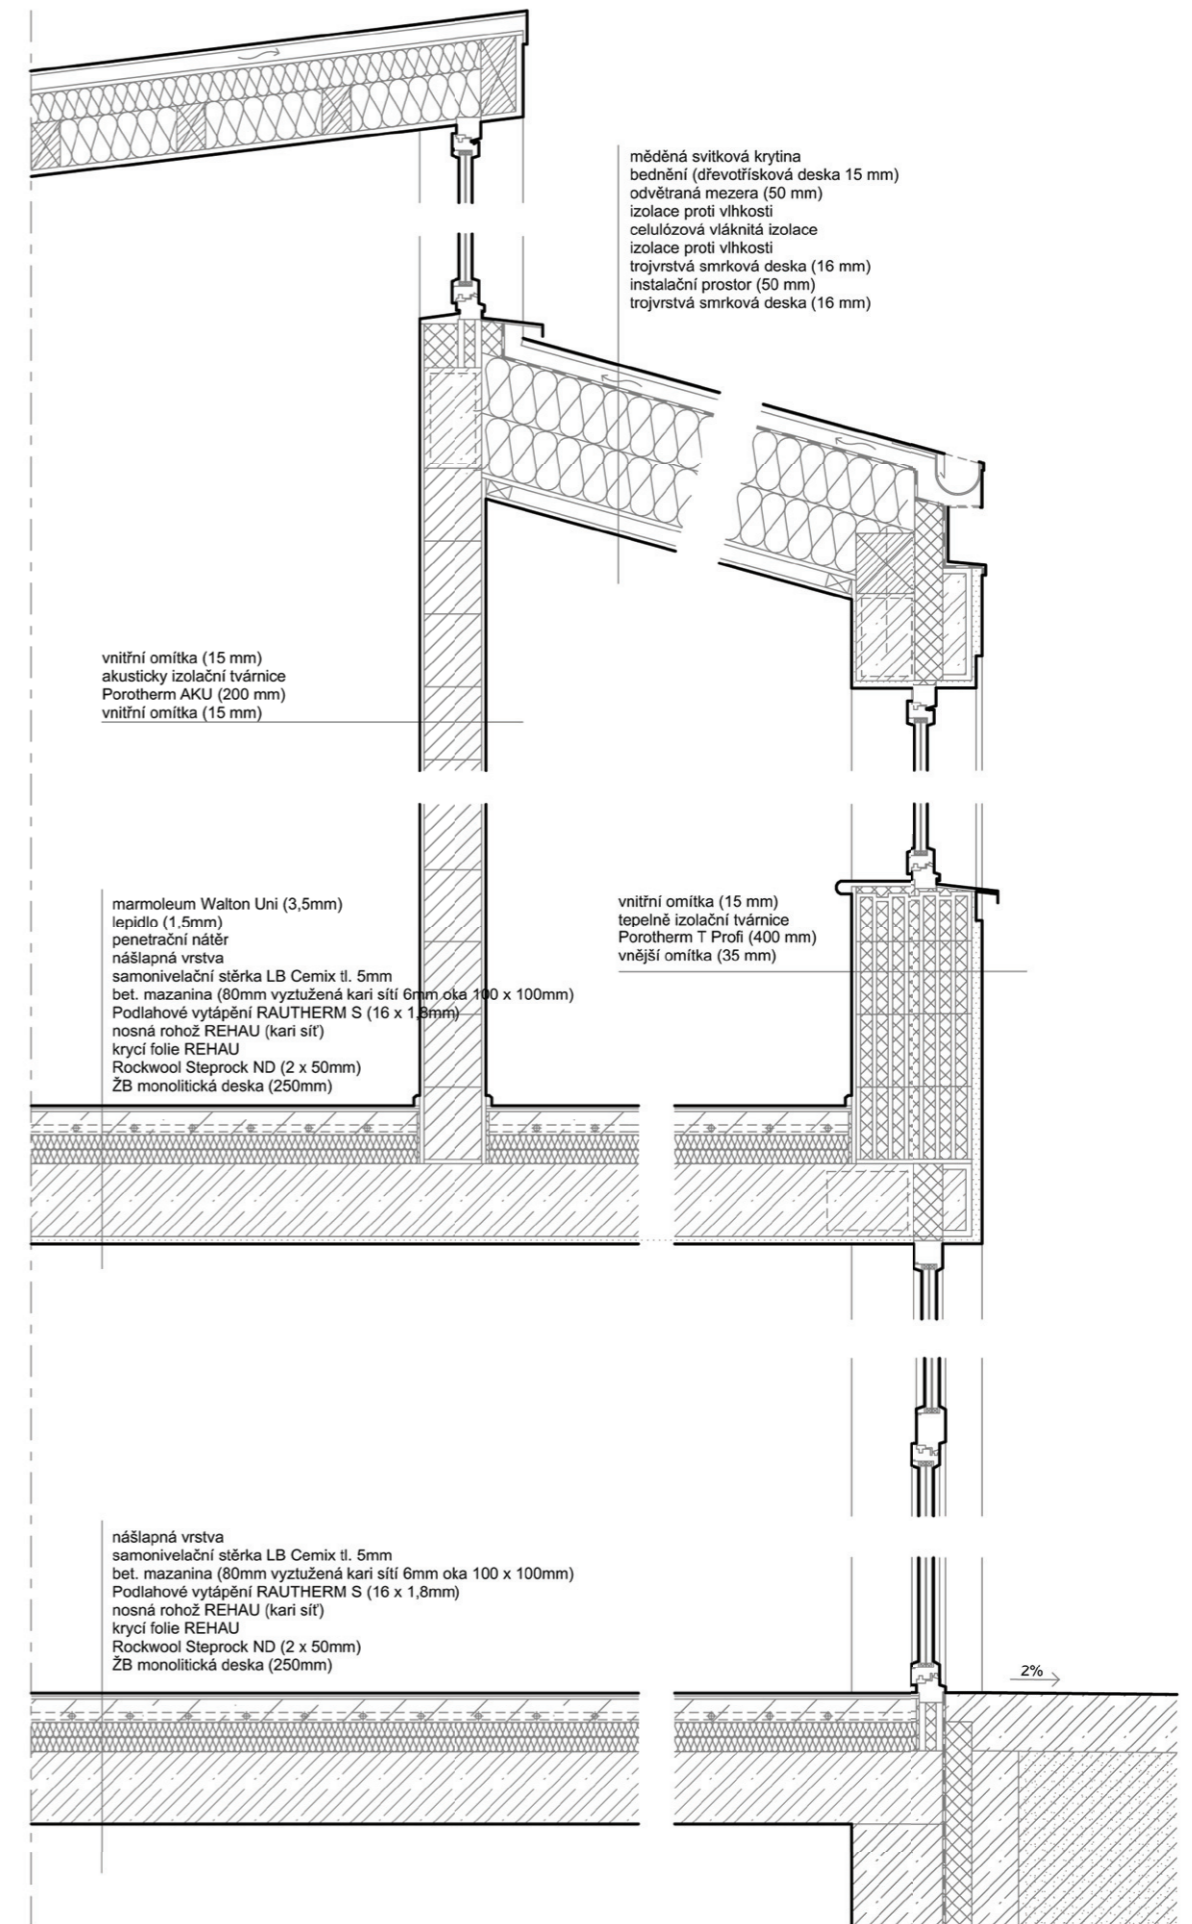 měděná svitková krytina
bednění (dřevotřísková deska 15 mm)
odvětraná mezera (50 mm)
izolace proti vlhkosti
celulózová vláknitá izolace
izolace proti vlhkosti
trojvrstvá smrková deska (16 mm)
instalační prostor (50 mm)
trojvrstvá smrková deska (16 mm)
vnitřní omítka (15 mm)
akusticky izolační tvárnice
Porotherm AKU (200 mm)
vnitřní omítka (15 mm)
marmoleum Walton Uni (3,5mm)
lepidlo (1,5mm)
penetrační nátěr
nášlapná vrstva
samonivelační stěrka LB Cemix tl. 5mm
bet. mazanina (80mm vyztužená kari sítí 6mm oka 100 x 100mm)
Podlahové vytápění RAUTHERM S (16 x 1,8mm)
nosná rohož REHAU (kari síť)
krycí folie REHAU
Rockwool Steprock ND (2 x 50mm)
ŽB monolitická deska (250mm)
vnitřní omítka (15 mm)
tepelně izolační tvárnice
Porotherm T Profi (400 mm)
vnější omítka (35 mm)
nášlapná vrstva
samonivelační stěrka LB Cemix tl. 5mm
bet. mazanina (80mm vyztužená kari sítí 6mm oka 100 x 100mm)
Podlahové vytápění RAUTHERM S (16 x 1,8mm)
nosná rohož REHAU (kari síť)
krycí folie REHAU
Rockwool Steprock ND (2 x 50mm)
ŽB monolitická deska (250mm)
2%